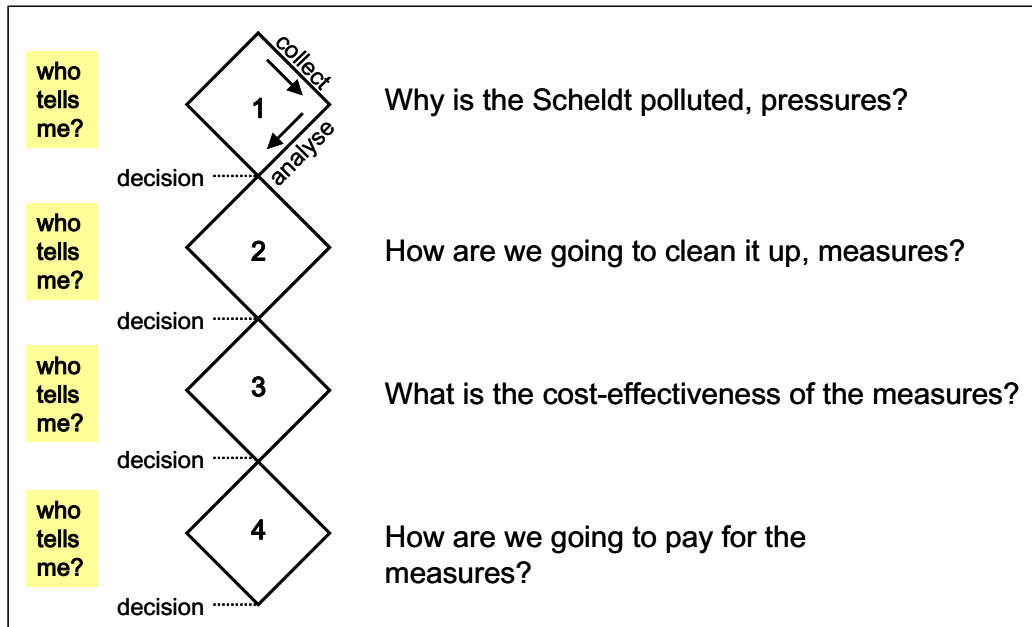 who
tells
me?
collect
1
analyse
Why is the Scheldt polluted, pressures?
decision
who
tells
me?
2
How are we going to clean it up, measures?
decision
who
tells
me?
3
What is the cost-effectiveness of the measures?
decision
who
tells
me?
4
How are we going to pay for the
measures?
decision